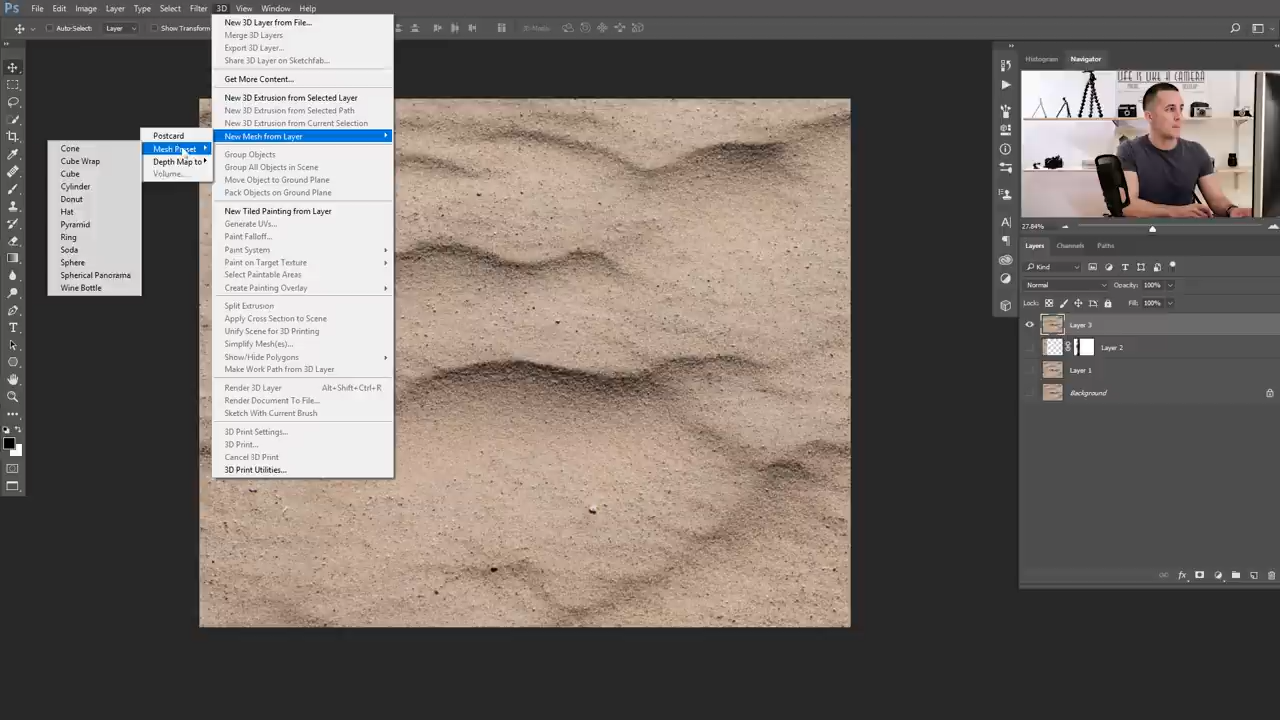 Ps File Edit Image Layer Type Select Filter 3D View Window Help
Auto-Select: Layer Show Transform
3D Mode:
New 3D Layer from File...
Merge 3D Layers
Export 3D Layer...
Share 3D Layer on Sketchfab...
Get More Content...
New 3D Extrusion from Selected Layer
New 3D Extrusion from Selected Path
New 3D Extrusion from Current Selection
New Mesh from Layer
Group Objects
Group All Objects in Scene
Move Object to Ground Plane
Pack Objects on Ground Plane
New Tiled Painting from Layer
Generate UVs...
Paint Falloff...
Paint System
Paint on Target Texture
Select Paintable Areas
Create Painting Overlay
Split Extrusion
Apply Cross Section to Scene
Unify Scene for 3D Printing
Simplify Mesh(es)...
Show/Hide Polygons
Make Work Path from 3D Layer
Render 3D Layer Alt+Shift+Ctrl+R
Render Document To File...
Sketch With Current Brush
3D Print Settings...
3D Print...
Cancel 3D Print
3D Print Utilities...
Postcard
Mesh Preset
Depth Map to
Volume...
Cone
Cube Wrap
Cube
Cylinder
Donut
Hat
Pyramid
Ring
Soda
Sphere
Spherical Panorama
Wine Bottle
Histogram Navigator
LIFE IS LIKE A CAMERA
27.84%
Layers Channels Paths
Kind
Normal Opacity: 100%
Lock: Fill: 100%
Layer 3
Layer 2
Layer 1
Background